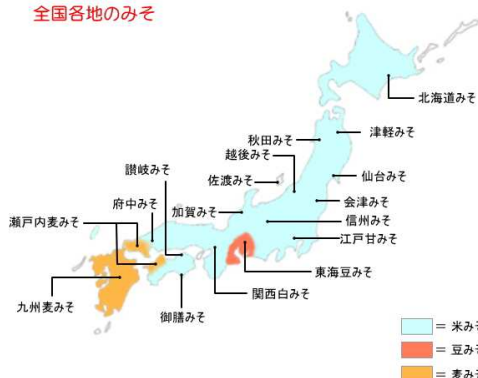 全国各地のみそ
北海道みそ
津軽みそ
秋田みそ
越後みそ
讃岐みそ
佐渡みそ
仙台みそ
府中みそ
会津みそ
加賀みそ
瀬戸内麦みそ
信州みそ
江戸甘みそ
東海豆みそ
関西白みそ
九州麦みそ
御膳みそ
= 米みそ
= 豆みそ
= 麦みそ